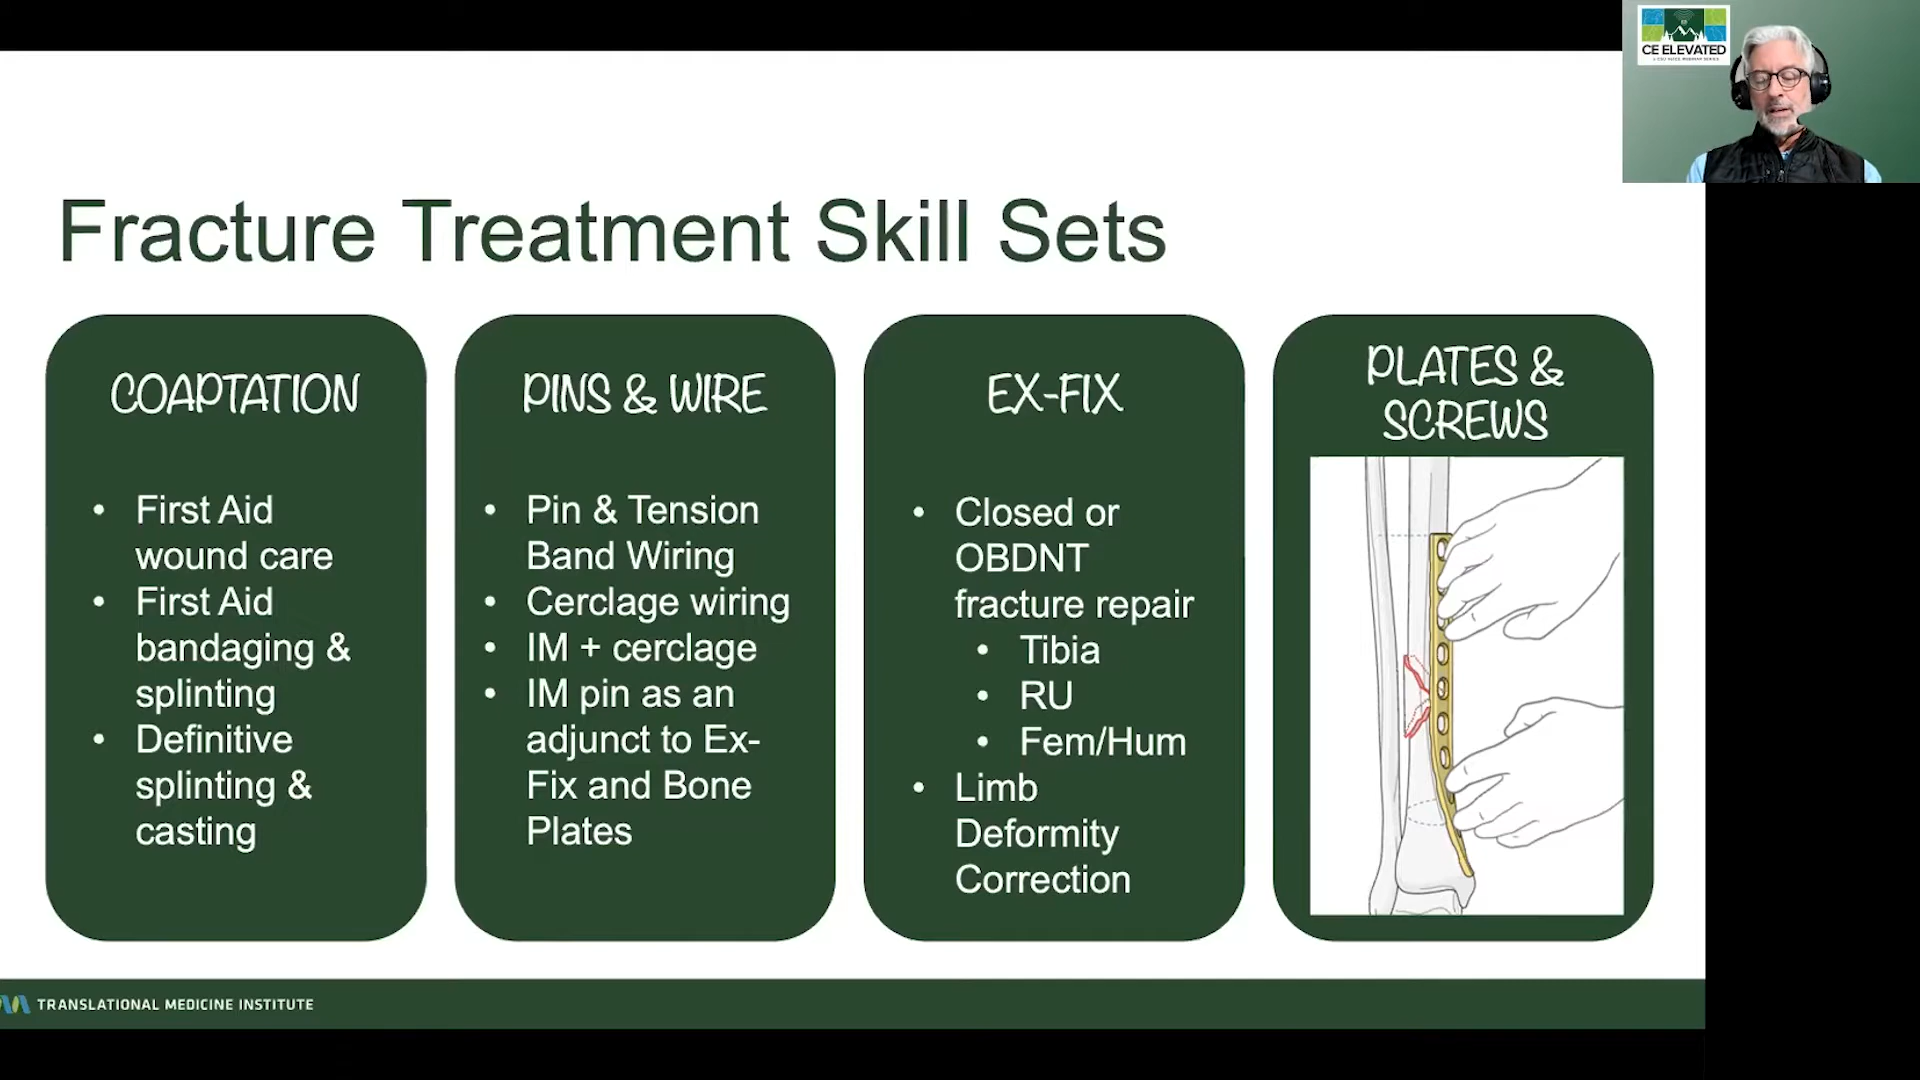 CE ELEVATED
Fracture Treatment Skill Sets
COAPTATION
• First Aid
wound care
• First Aid
bandaging &
splinting
• Definitive
splinting &
casting
PINS & WIRE
• Pin & Tension
Band Wiring
• Cerclage wiring
• IM + cerclage
• IM pin as an
adjunct to Ex-
Fix and Bone
Plates
EX-FIX
• Closed or
OBDNT
fracture repair
• Tibia
• RU
• Fem/Hum
• Limb
Deformity
Correction
PLATES &
SCREWS
TRANSLATIONAL MEDICINE INSTITUTE